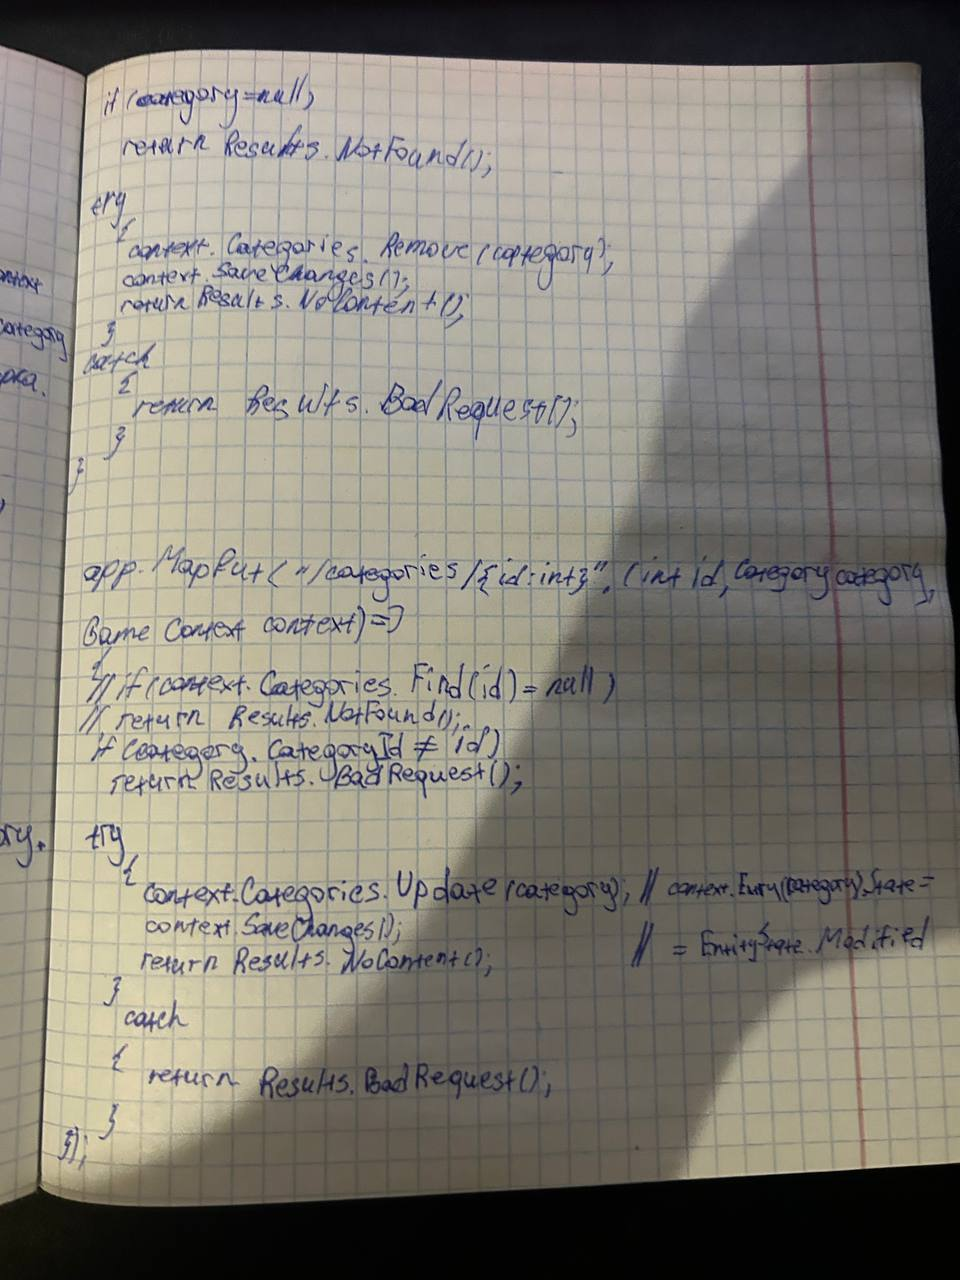 if (category=null)
return Results.NotFound();
try
{
context.Categories.Remove(category);
context.SaveChanges();
return Results.NoContent();
}
catch
{
return Results.BadRequest();
}
}
app.MapPut("/categories/{id:int}", (int id, Category category,
Game Context context)=>
{
// if(context.Categories.Find(id) = null)
// return Results.NotFound();
if (category.CategoryId ≠ id)
return Results.BadRequest();
try
{
context.Categories.Update(category); // context.Entry(category).State=
context.SaveChanges(); // = EntityState.Modified
return Results.NoContent();
}
catch
{
return Results.BadRequest();
}
});